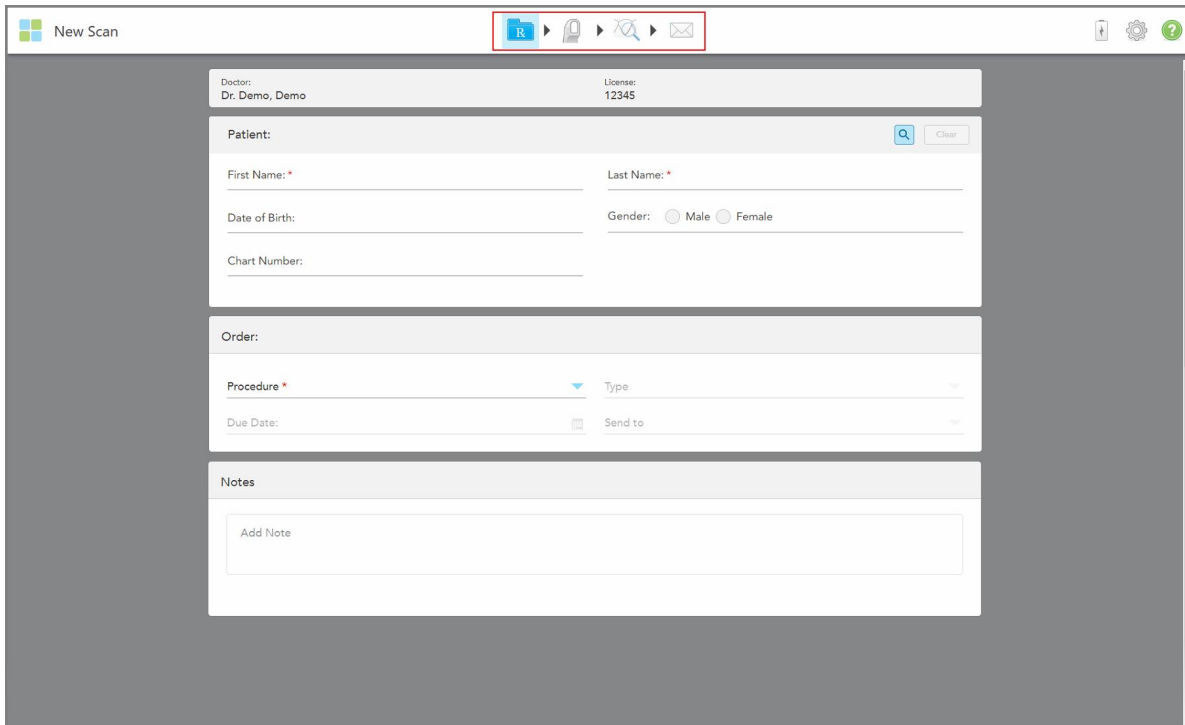 New Scan
R
?
Doctor:
License:
Dr. Demo, Demo
12345
Patient:
Clear
First Name: *
Last Name: *
Date of Birth:
Gender: Male Female
Chart Number:
Order:
Procedure *
Type
Due Date:
Send to
Notes
Add Note